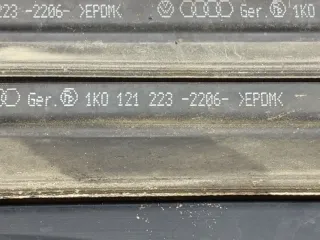 223 -2206- >EPDM< Ger. 1K0
Ger. 1K0 121 223 -2206- >EPDM<